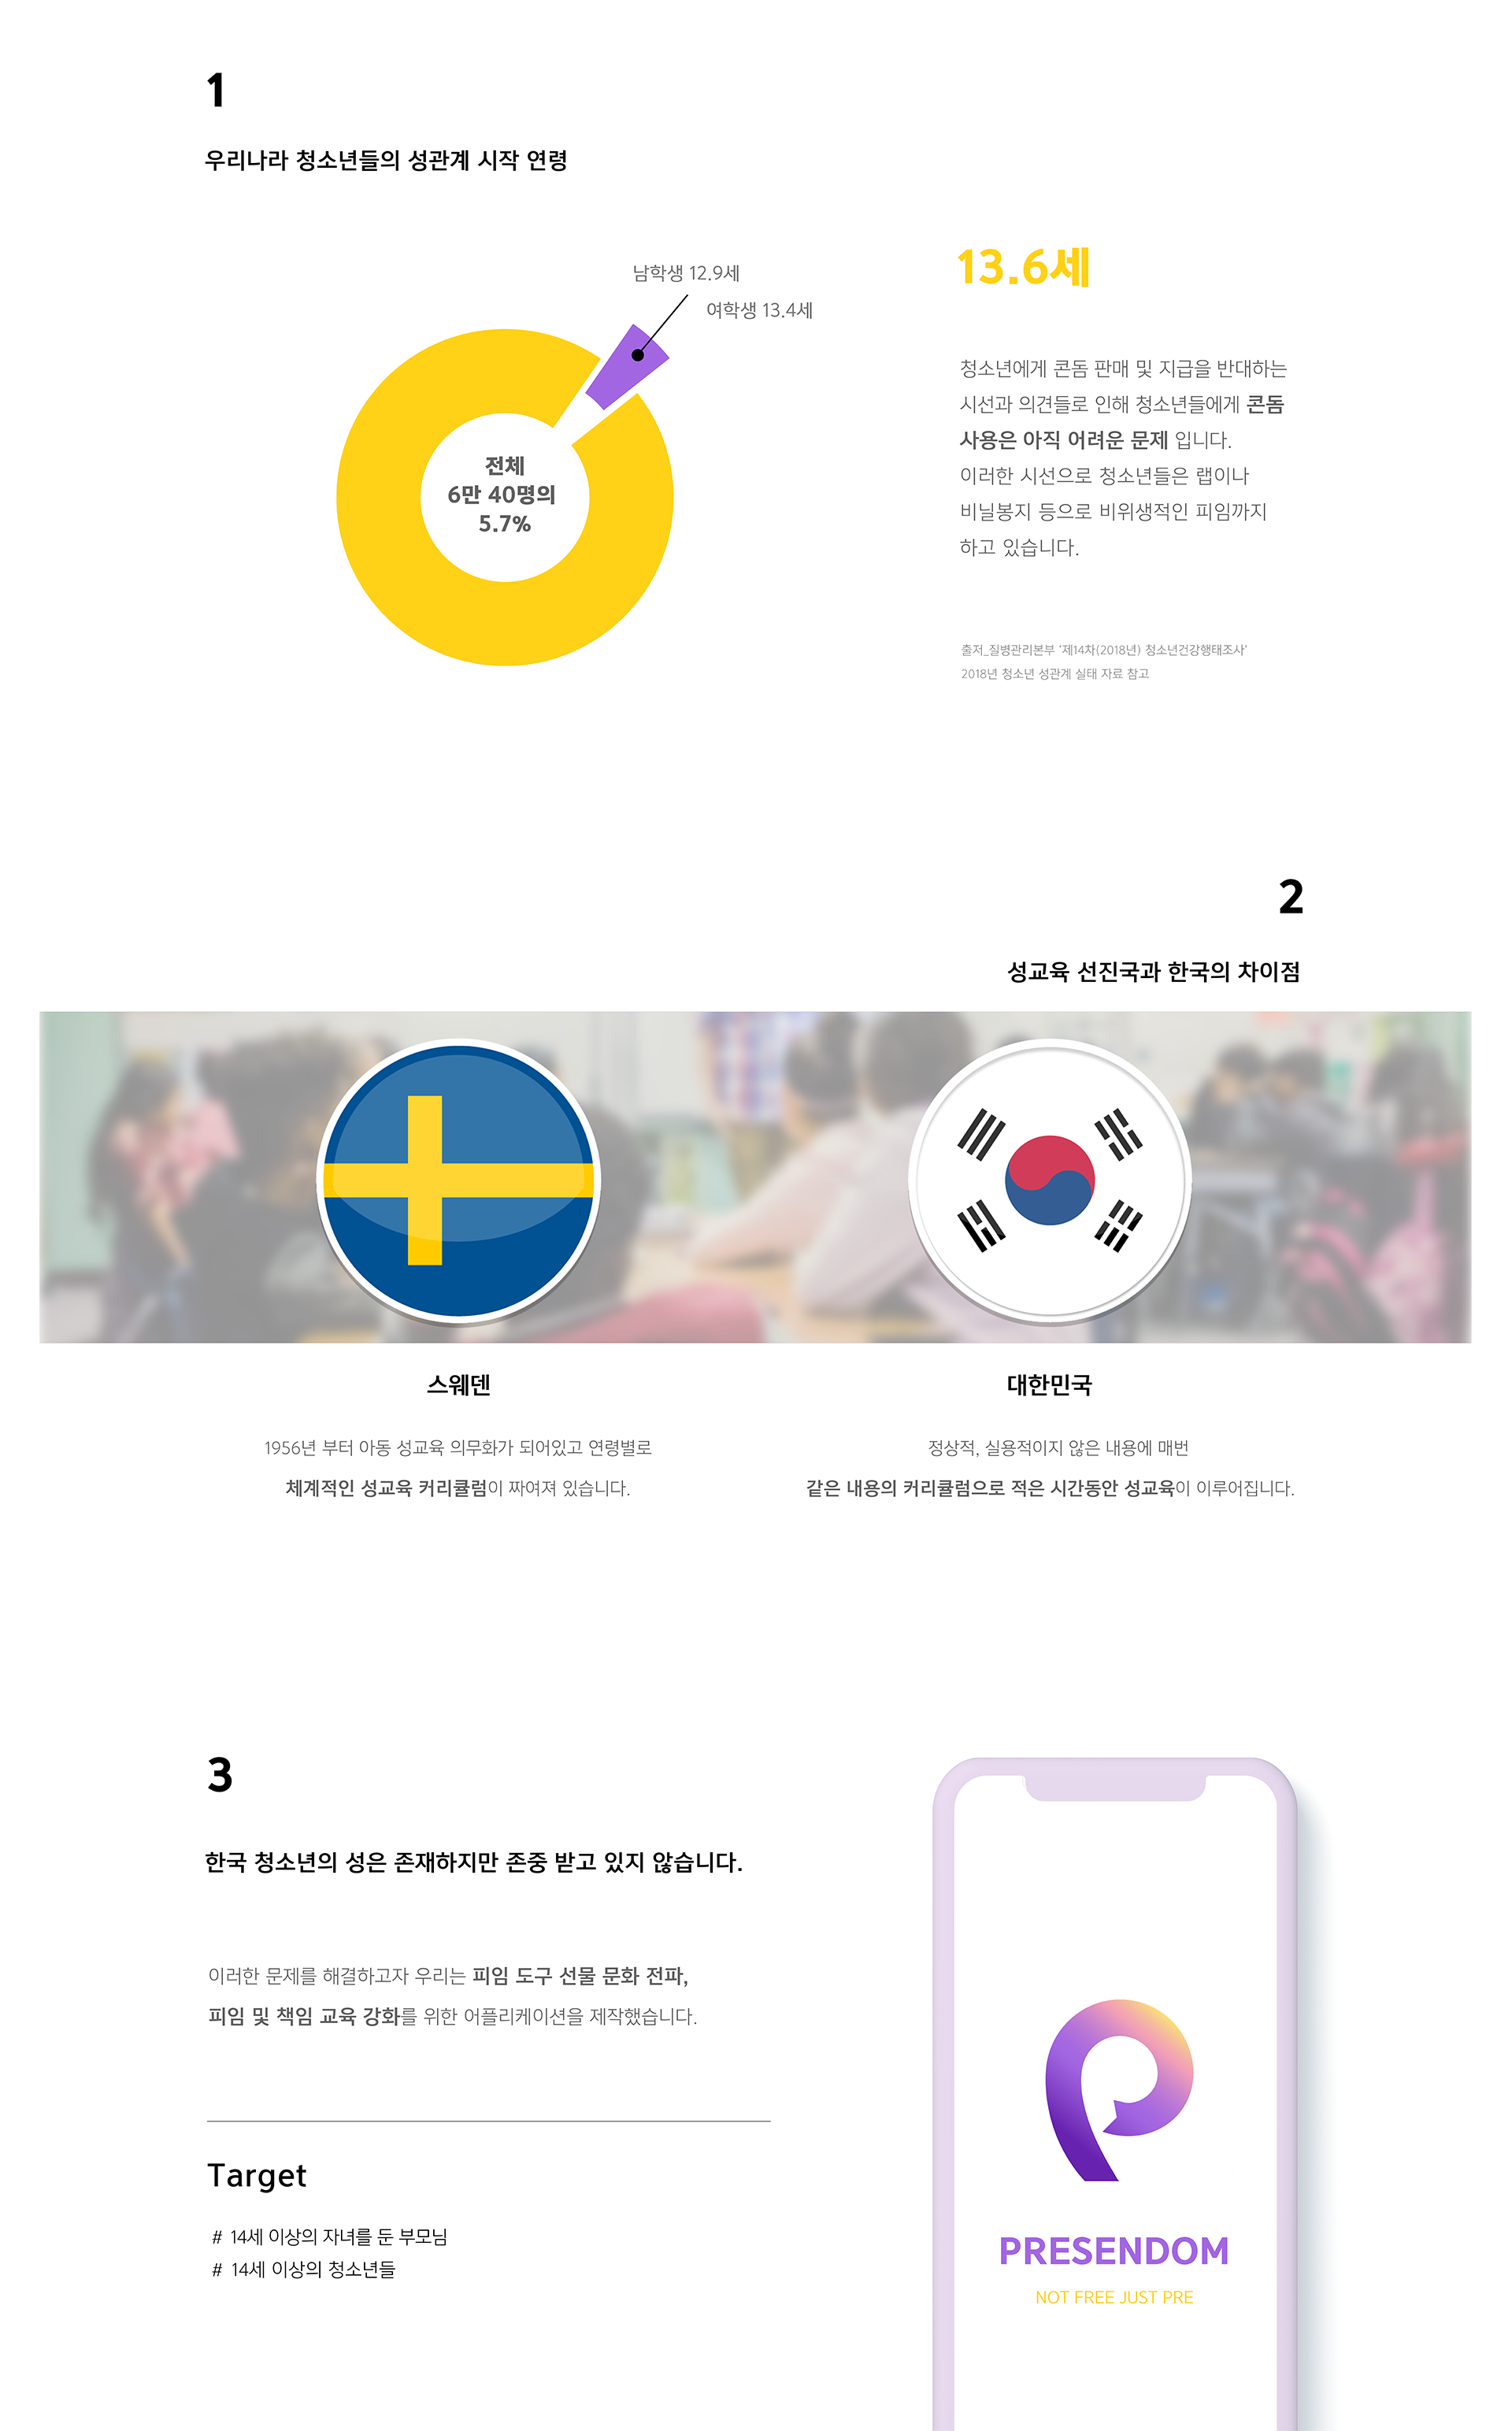 1
우리나라 청소년들의 성관계 시작 연령
남학생 12.9세
여학생 13.4세
전체
6만 40명의
5.7%
13.6세
청소년에게 콘돔 판매 및 지급을 반대하는
시선과 의견들로 인해 청소년들에게 콘돔
사용은 아직 어려운 문제 입니다.
이러한 시선으로 청소년들은 랩이나
비닐봉지 등으로 비위생적인 피임까지
하고 있습니다.
출저_질병관리본부 '제14차(2018년) 청소년건강행태조사'
2018년 청소년 성관계 실태 자료 참고
2
성교육 선진국과 한국의 차이점
스웨덴
1956년 부터 아동 성교육 의무화가 되어있고 연령별로
체계적인 성교육 커리큘럼이 짜여져 있습니다.
대한민국
정상적, 실용적이지 않은 내용에 매번
같은 내용의 커리큘럼으로 적은 시간동안 성교육이 이루어집니다.
3
한국 청소년의 성은 존재하지만 존중 받고 있지 않습니다.
이러한 문제를 해결하고자 우리는 피임 도구 선물 문화 전파,
피임 및 책임 교육 강화를 위한 어플리케이션을 제작했습니다.
Target
# 14세 이상의 자녀를 둔 부모님
# 14세 이상의 청소년들
PRESENDOM
NOT FREE JUST PRE